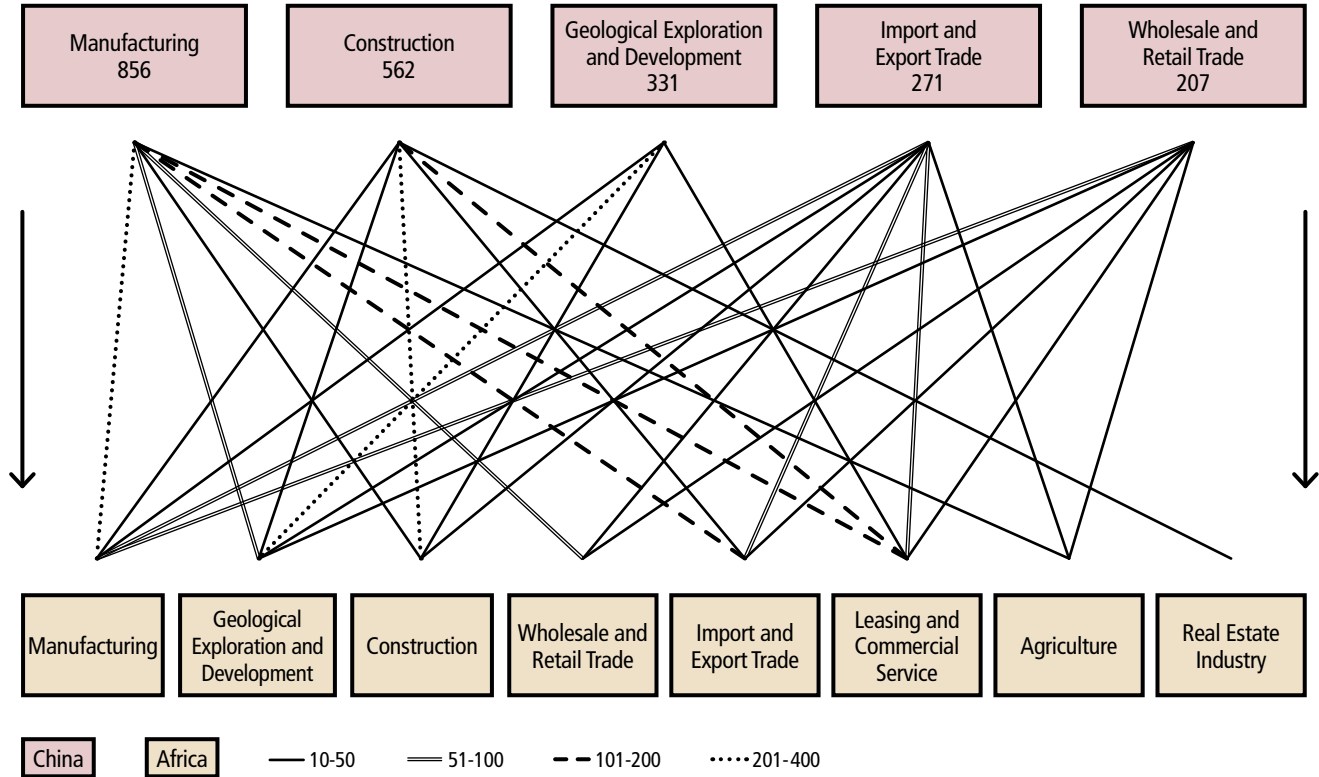 Manufacturing
856
Construction
562
Geological Exploration
and Development
331
Import and
Export Trade
271
Wholesale and
Retail Trade
207
Manufacturing
Geological
Exploration and
Development
Construction
Wholesale and
Retail Trade
Import and
Export Trade
Leasing and
Commercial
Service
Agriculture
Real Estate
Industry
China
Africa
10-50
51-100
101-200
201-400